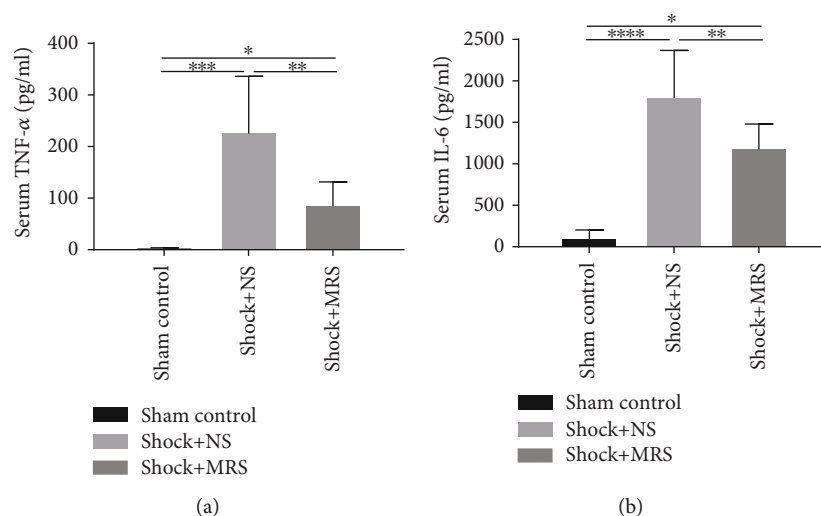 Serum TNF-α (pg/ml)
400
300
200
100
0
*
***
**
Sham control
Shock+NS
Shock+MRS
Sham control
Shock+NS
Shock+MRS
(a)
Serum IL-6 (pg/ml)
2500
2000
1500
1000
500
0
*
****
**
Sham control
Shock+NS
Shock+MRS
Sham control
Shock+NS
Shock+MRS
(b)